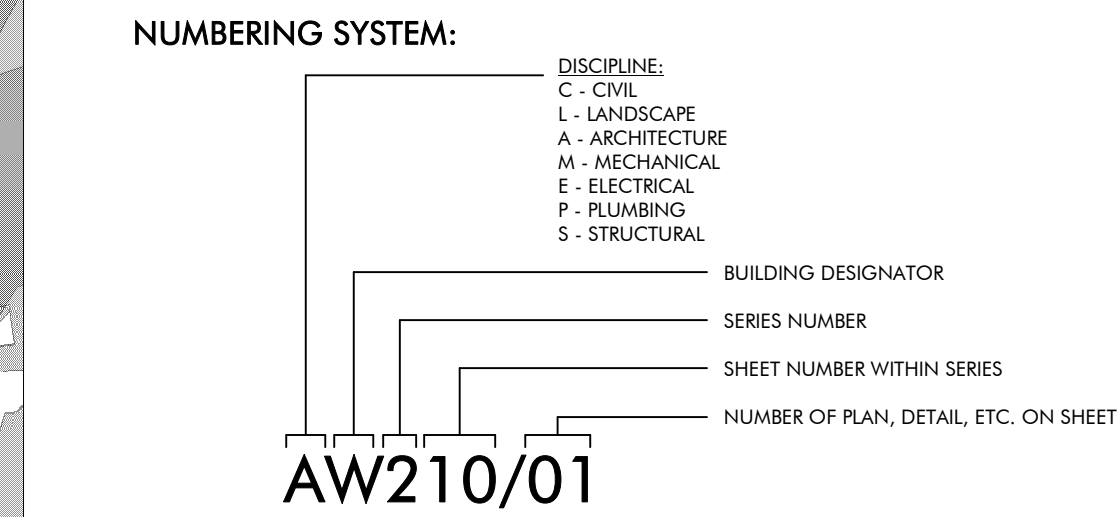 NUMBERING SYSTEM:
DISCIPLINE:
C - CIVIL
L - LANDSCAPE
A - ARCHITECTURE
M - MECHANICAL
E - ELECTRICAL
P - PLUMBING
S - STRUCTURAL
BUILDING DESIGNATOR
SERIES NUMBER
SHEET NUMBER WITHIN SERIES
NUMBER OF PLAN, DETAIL, ETC. ON SHEET
AW210/01